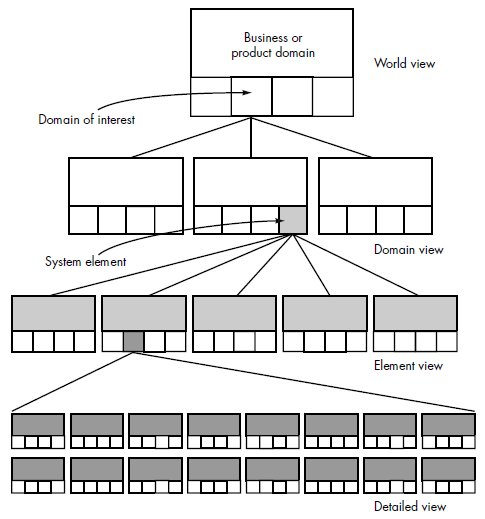 Business or
product domain
World view
Domain of interest
System element
Domain view
Element view
Detailed view